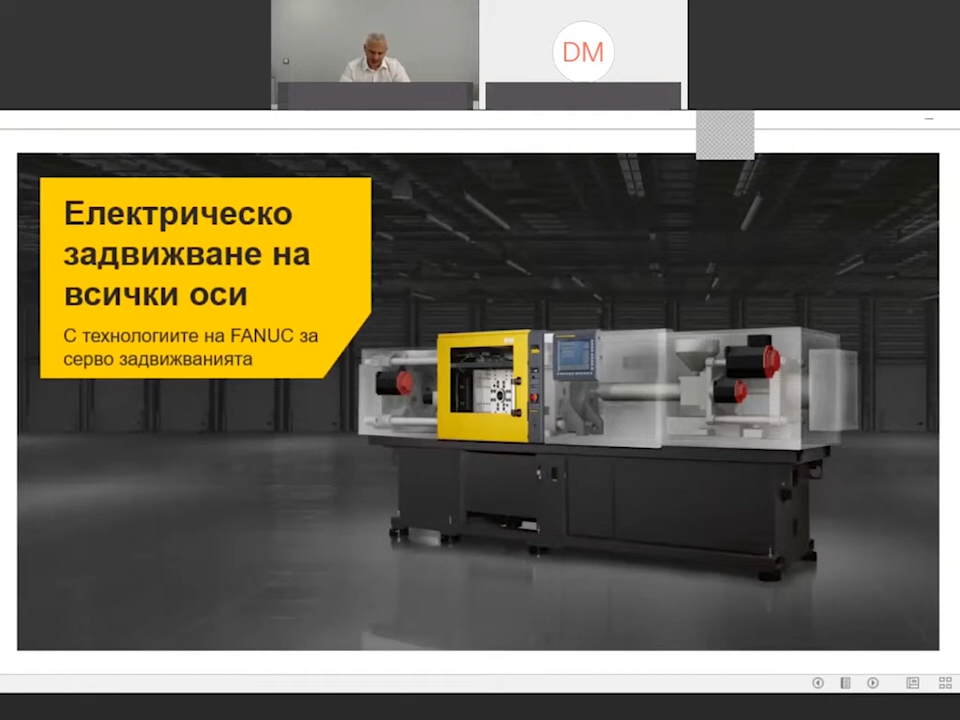 DM
Електрическо
задвижване на
всички оси
С технологиите на FANUC за
серво задвижванията